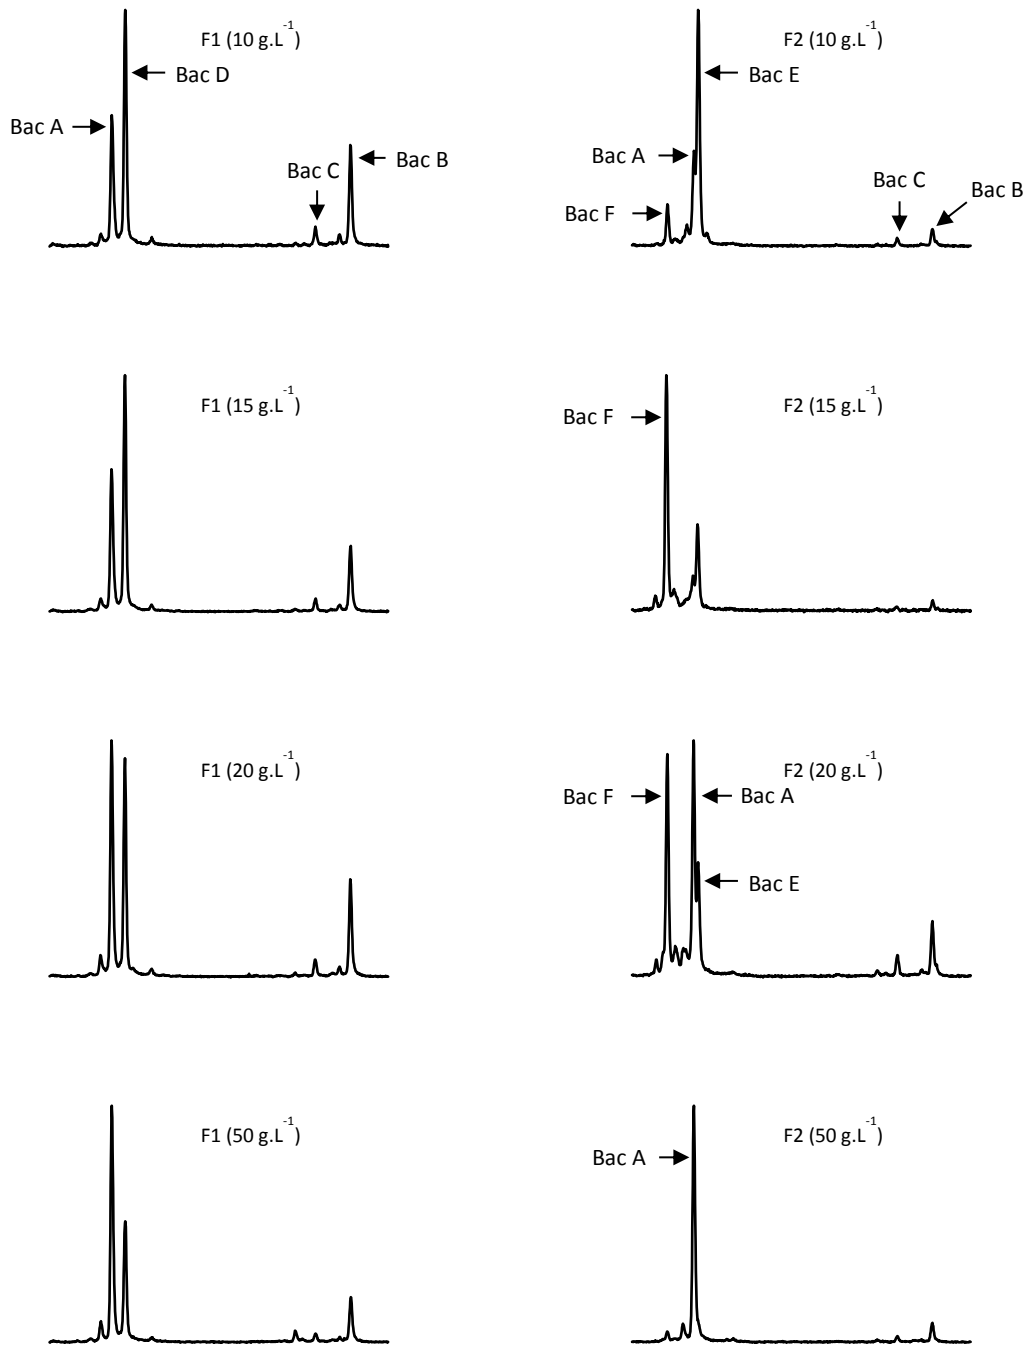 F1 (10 g.L-1)
Bac D
Bac A
Bac C
Bac B
F2 (10 g.L-1)
Bac E
Bac A
Bac F
Bac C
Bac B
F1 (15 g.L-1)
F2 (15 g.L-1)
Bac F
F1 (20 g.L-1)
F2 (20 g.L-1)
Bac F
Bac A
Bac E
F1 (50 g.L-1)
F2 (50 g.L-1)
Bac A